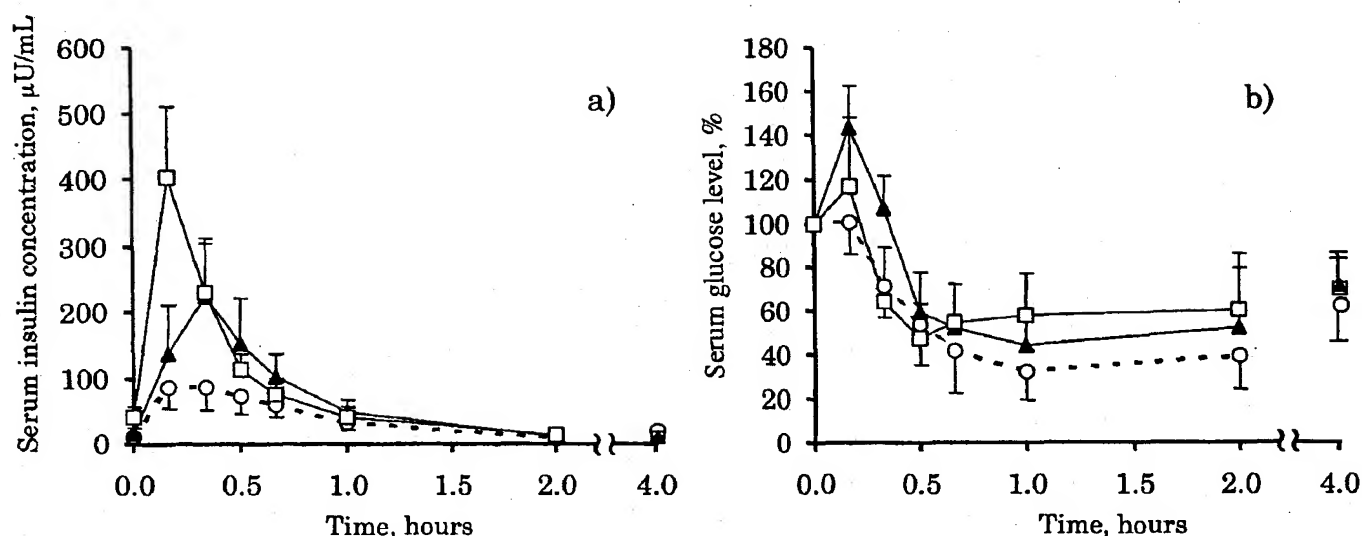 Serum insulin concentration, µU/mL
600
500
400
300
200
100
0
0.0 0.5 1.0 2.0 4.0
Time, hours
a)
Serum glucose level, %
180
160
140
120
100
80
60
40
20
0
0.0 0.5 1.0 1.5 2.0 4.0
Time, hours
b)